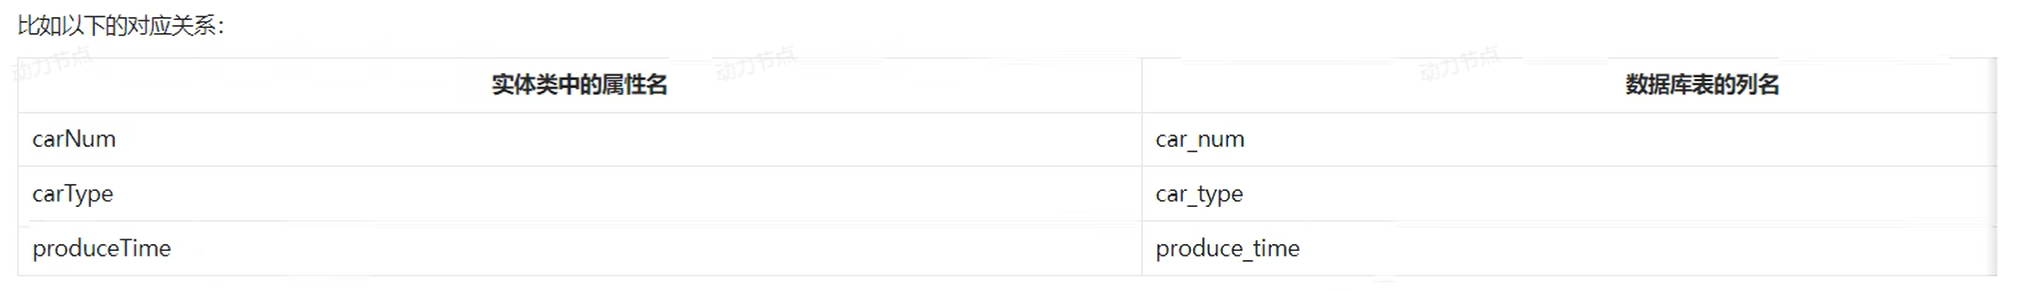 比如以下的对应关系：
动力节点 动力节点 动力节点
实体类中的属性名 数据库表的列名
carNum car_num
carType car_type
produceTime produce_time